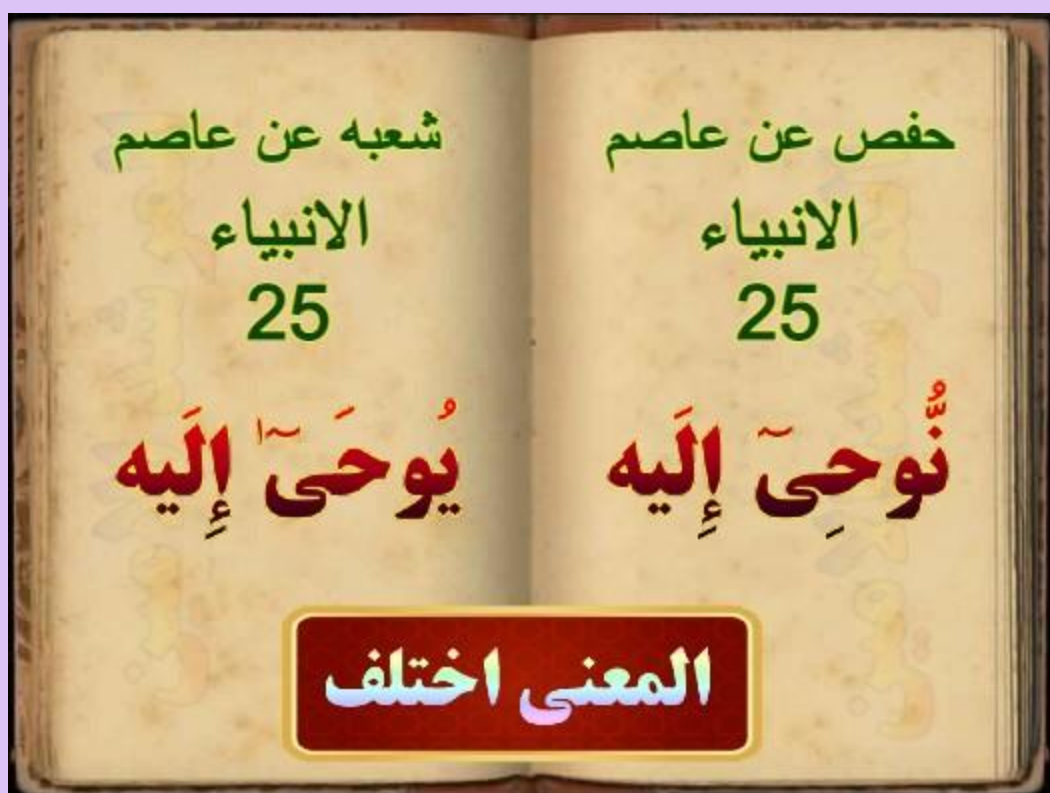 حفص عن عاصم
الانبياء
25
نُّوحِىٓ إِلَيه
شعبه عن عاصم
الانبياء
25
يُوحَىٰٓ إِلَيه
المعنى اختلف